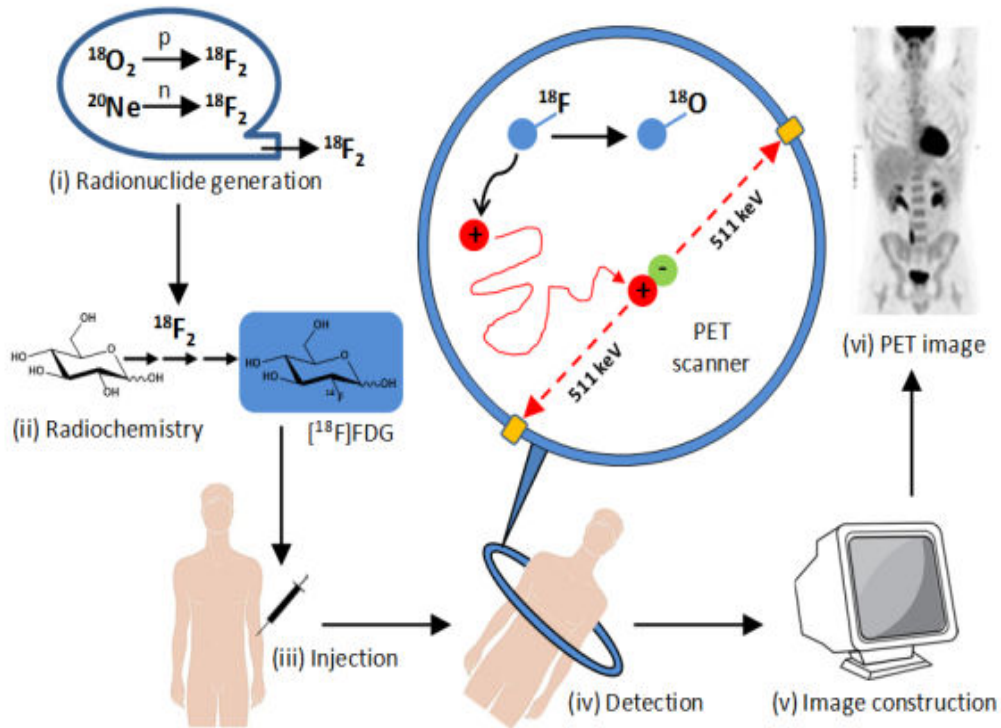 ¹⁸O₂ p ¹⁸F₂
²⁰Ne n ¹⁸F₂
¹⁸F₂
(i) Radionuclide generation
¹⁸F ¹⁸O
+
511 keV
-
+
511 keV
PET
scanner
(vi) PET image
¹⁸F₂
OH
HO
HO
O
OH
OH
(ii) Radiochemistry
OH
HO
HO
O
OH
F
[¹⁸F]FDG
(iii) Injection
(iv) Detection
(v) Image construction